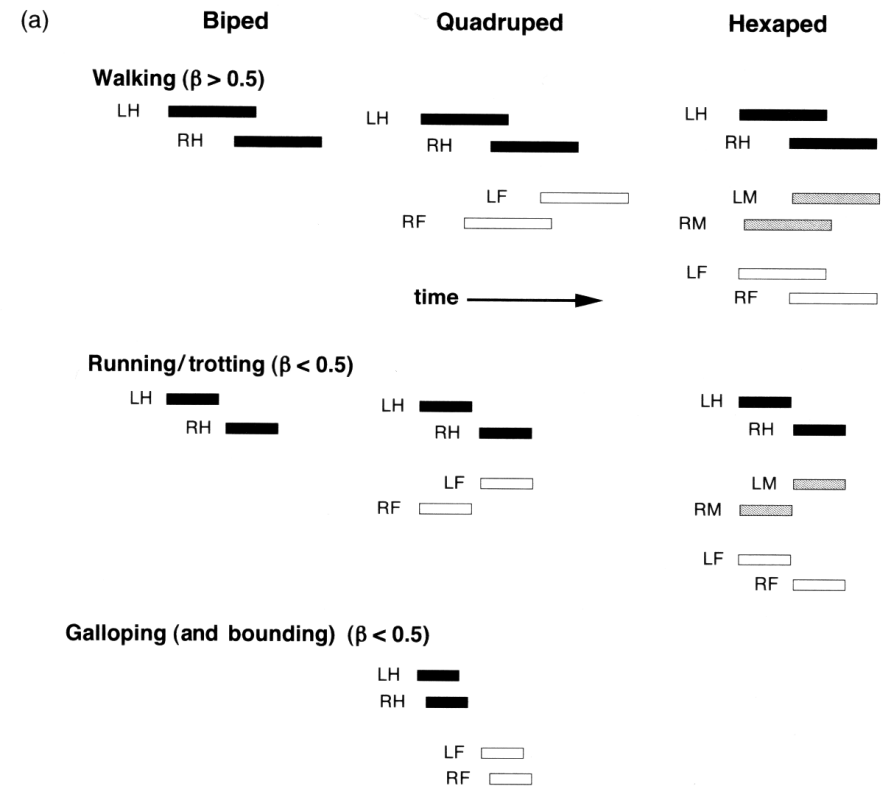 (a) Biped Quadruped Hexaped
Walking (β > 0.5)
LH LH LH
RH RH RH
LF LM
RF RM
LF
time RF
Running/trotting (β < 0.5)
LH LH LH
RH RH RH
LF LM
RF RM
LF
RF
Galloping (and bounding) (β < 0.5)
LH
RH
LF
RF